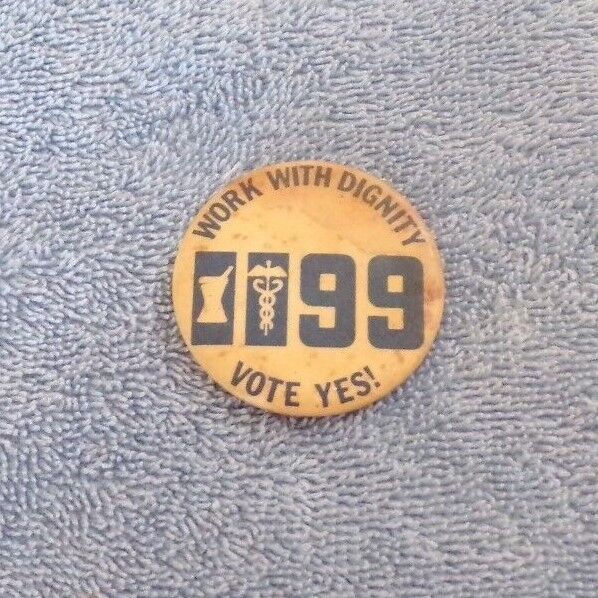 WORK WITH DIGNITY
1199
VOTE YES!